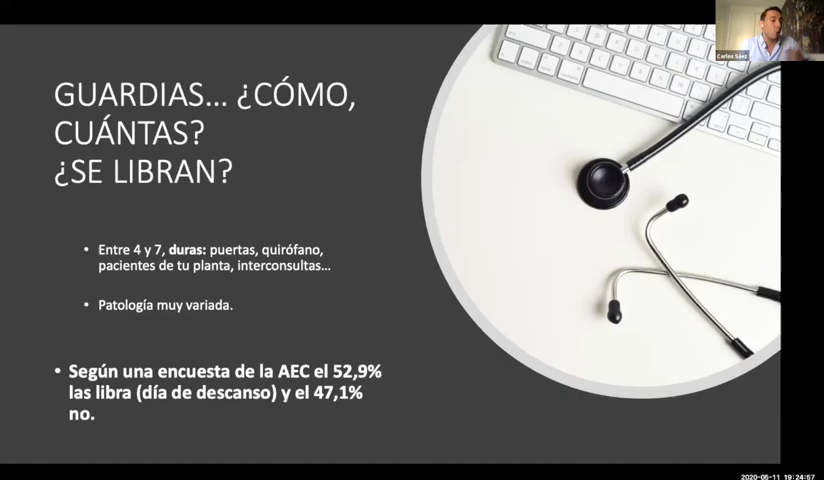 Carlos Sáez
GUARDIAS... ¿CÓMO,
CUÁNTAS?
¿SE LIBRAN?
• Entre 4 y 7, duras: puertas, quirófano,
pacientes de tu planta, interconsultas...
• Patología muy variada.
• Según una encuesta de la AEC el 52,9%
las libra (día de descanso) y el 47,1%
no.
2020-05-11 19:24:57